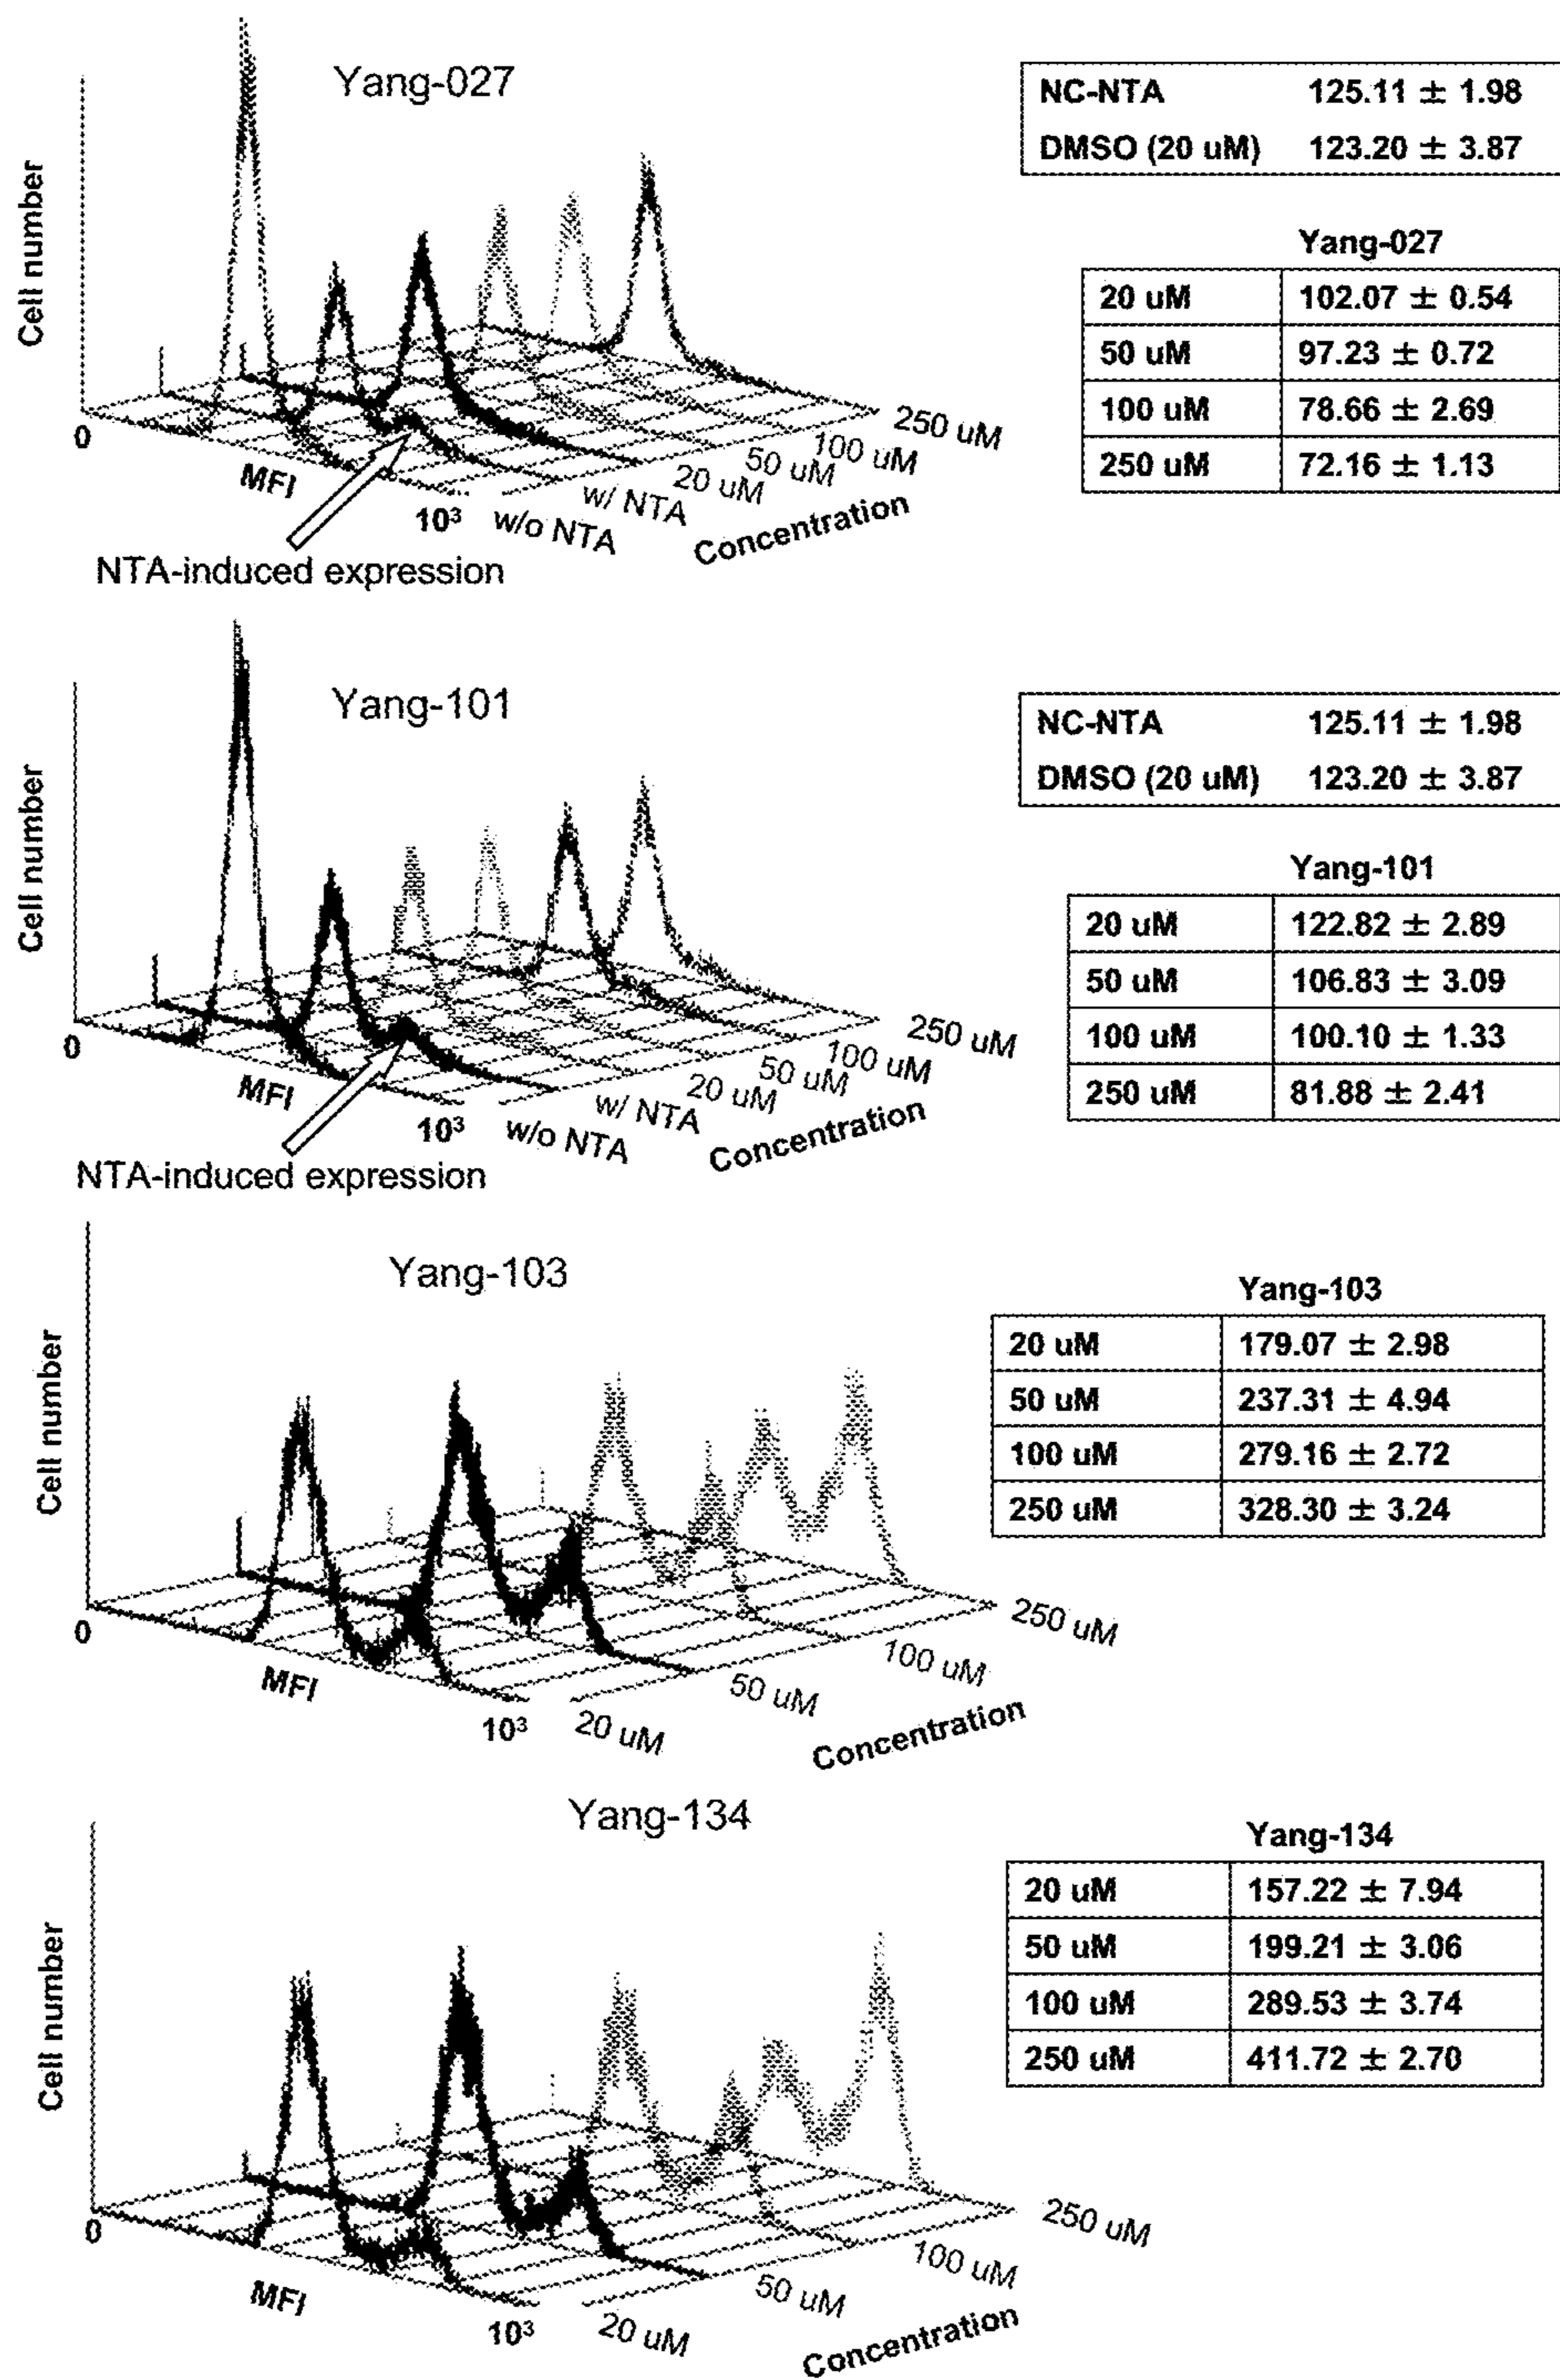 Yang-027
Cell number
0
MFI
10³
w/o NTA
w/ NTA
20 uM
50 uM
100 uM
250 uM
Concentration
NTA-induced expression
NC-NTA 125.11 ± 1.98
DMSO (20 uM) 123.20 ± 3.87
Yang-027
20 uM 102.07 ± 0.54
50 uM 97.23 ± 0.72
100 uM 78.66 ± 2.69
250 uM 72.16 ± 1.13
Yang-101
Cell number
0
MFI
10³
w/o NTA
w/ NTA
20 uM
50 uM
100 uM
250 uM
Concentration
NTA-induced expression
NC-NTA 125.11 ± 1.98
DMSO (20 uM) 123.20 ± 3.87
Yang-101
20 uM 122.82 ± 2.89
50 uM 106.83 ± 3.09
100 uM 100.10 ± 1.33
250 uM 81.88 ± 2.41
Yang-103
Cell number
0
MFI
10³
20 uM
50 uM
100 uM
250 uM
Concentration
Yang-103
20 uM 179.07 ± 2.98
50 uM 237.31 ± 4.94
100 uM 279.16 ± 2.72
250 uM 328.30 ± 3.24
Yang-134
Cell number
0
MFI
10³
20 uM
50 uM
100 uM
250 uM
Concentration
Yang-134
20 uM 157.22 ± 7.94
50 uM 199.21 ± 3.06
100 uM 289.53 ± 3.74
250 uM 411.72 ± 2.70